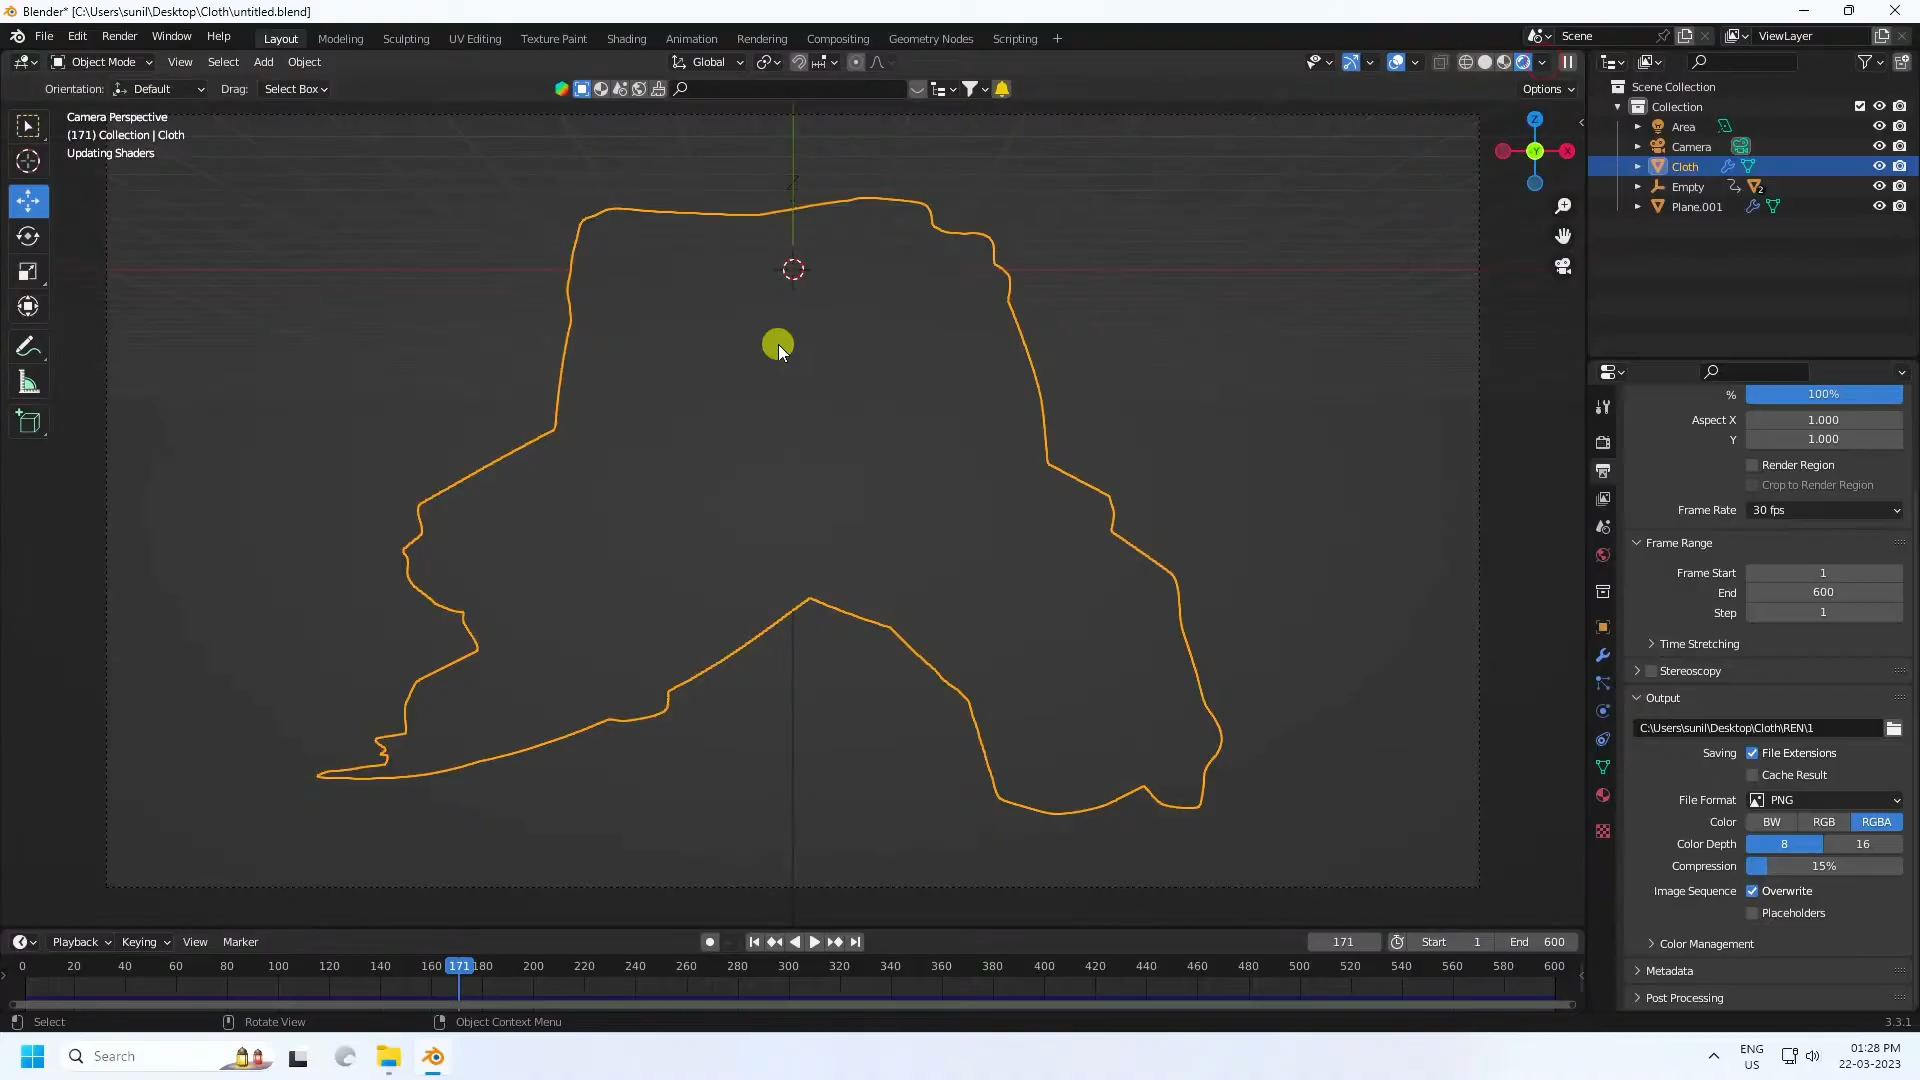 Blender* [C:\Users\sunil\Desktop\Cloth\untitled.blend]
File Edit Render Window Help Layout Modeling Sculpting UV Editing Texture Paint Shading Animation Rendering Compositing Geometry Nodes Scripting + Scene ViewLayer
Object Mode View Select Add Object Global
Orientation: Default Drag: Select Box Options
Camera Perspective
(171) Collection | Cloth
Updating Shaders
Z
X
-Y
Scene Collection
Collection
Area
Camera
Cloth
Empty 2
Plane.001
% 100%
Aspect X 1.000
Y 1.000
Render Region
Crop to Render Region
Frame Rate 30 fps
Frame Range
Frame Start 1
End 600
Step 1
Time Stretching
Stereoscopy
Output
C:\Users\sunil\Desktop\Cloth\REN\1
Saving File Extensions
Cache Result
File Format PNG
Color BW RGB RGBA
Color Depth 8 16
Compression 15%
Image Sequence Overwrite
Placeholders
Color Management
Metadata
Post Processing
Playback Keying View Marker 171 Start 1 End 600
0 20 40 60 80 100 120 140 160 171 180 200 220 240 260 280 300 320 340 360 380 400 420 440 460 480 500 520 540 560 580 600
Select Rotate View Object Context Menu 3.3.1
Search
ENG
US
01:28 PM
22-03-2023